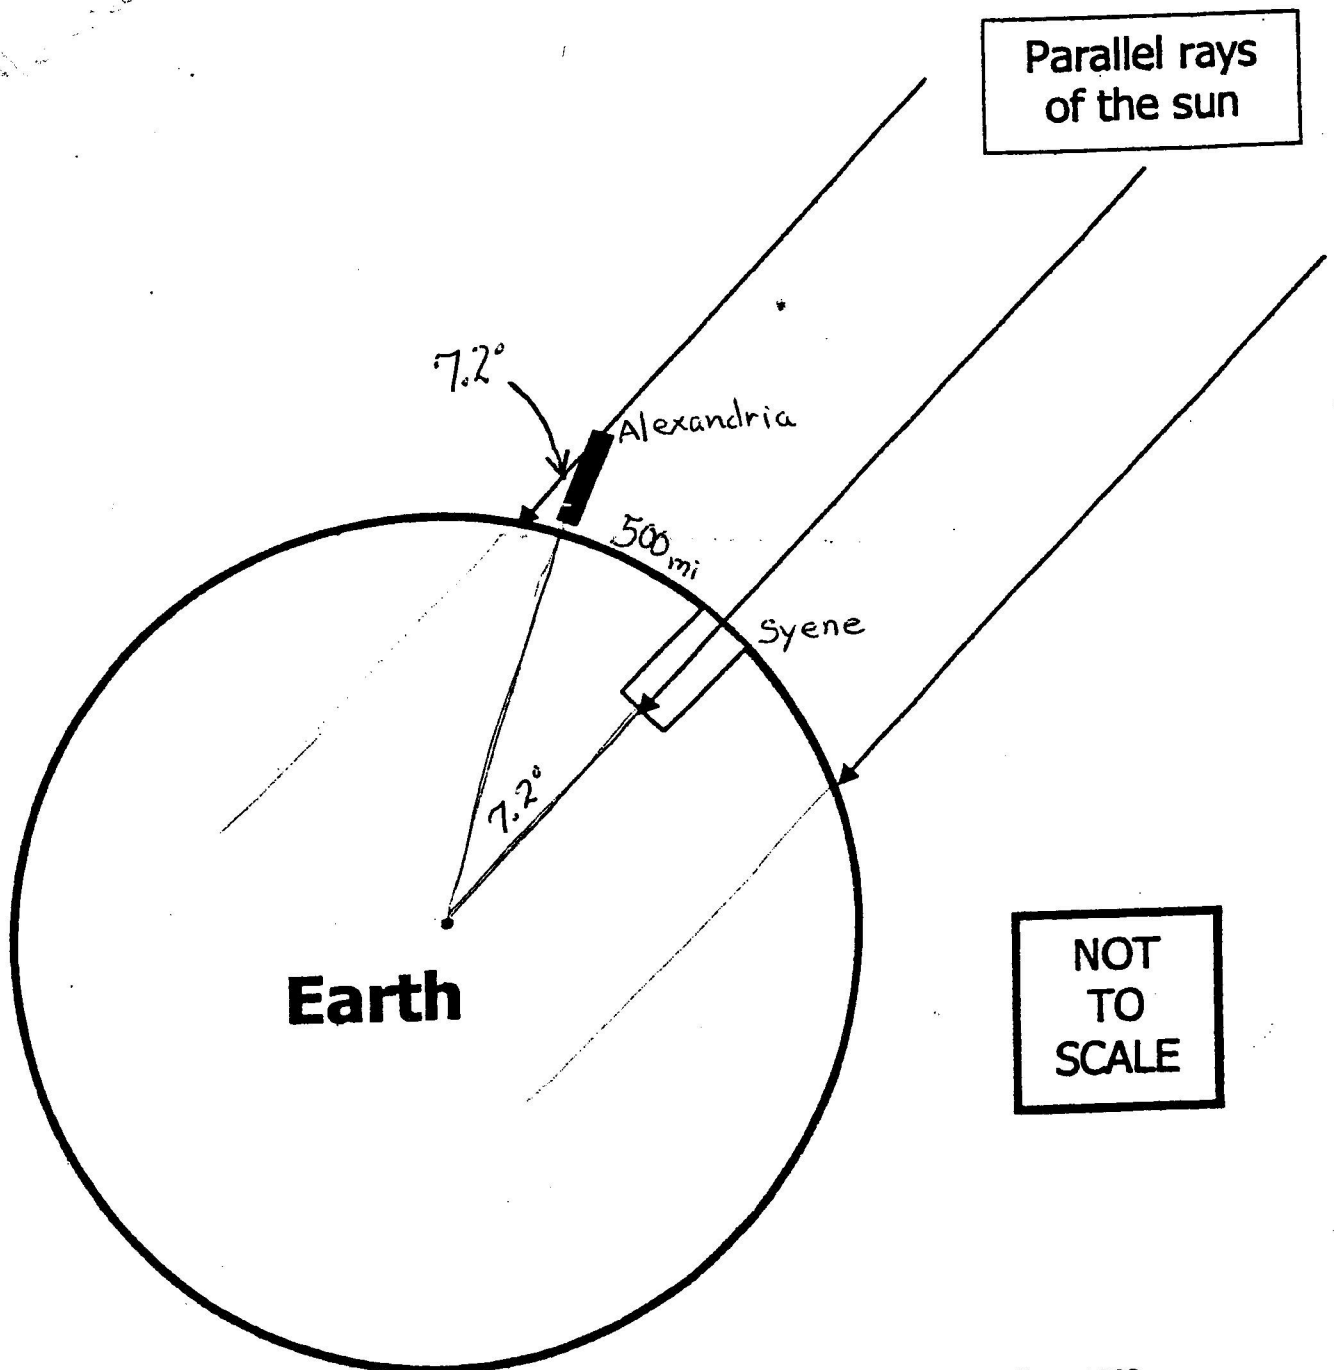 Parallel rays
of the sun
7.2°
Alexandria
500 mi
Syene
7.2°
Earth
NOT
TO
SCALE